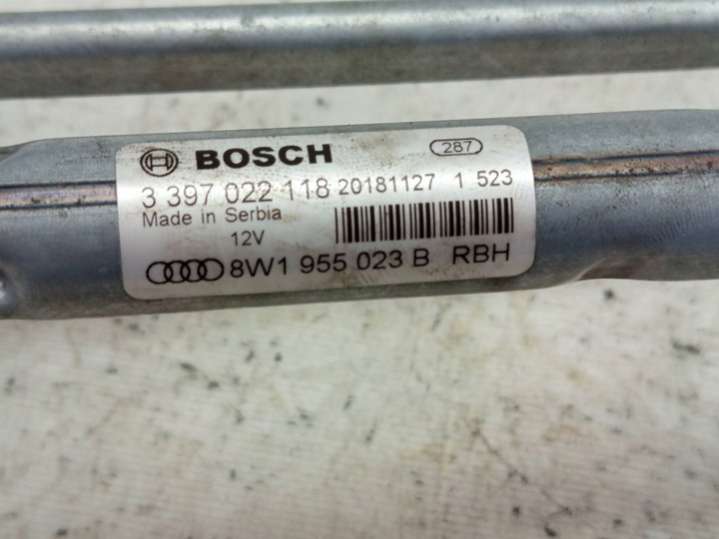 BOSCH 287
3 397 022 118 20181127 1 523
Made in Serbia
12V
8W1 955 023 B RBH